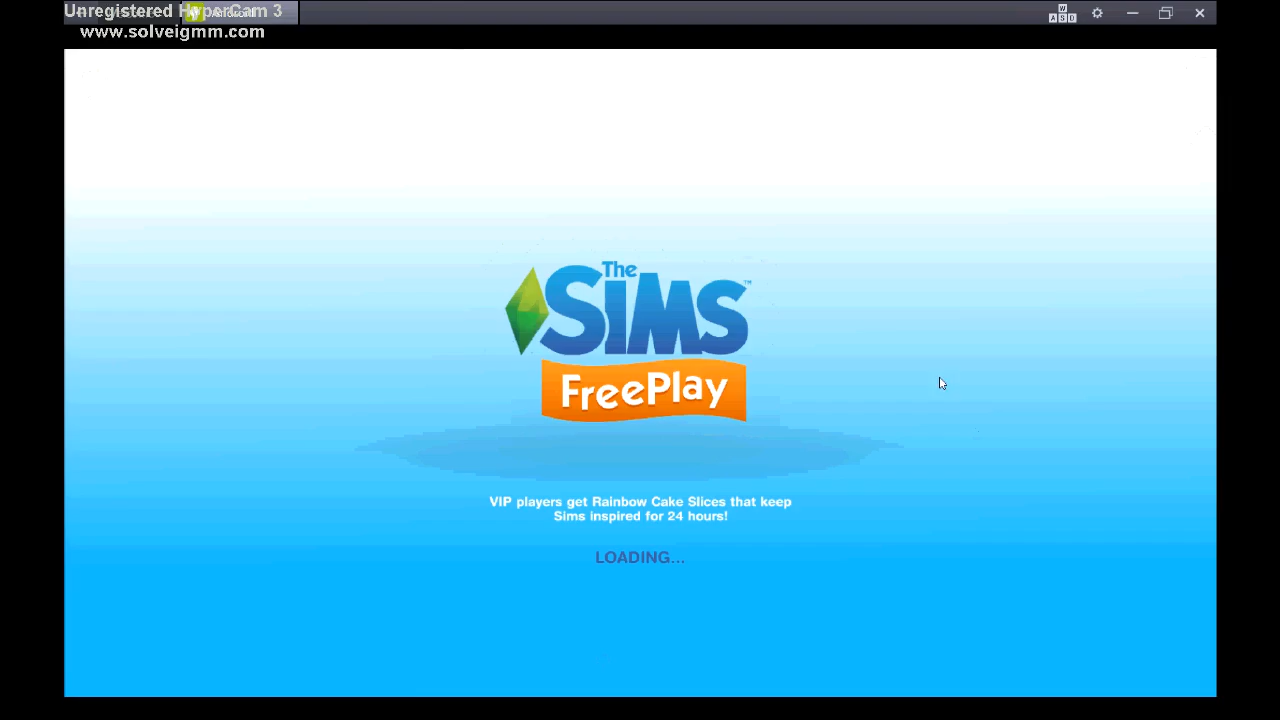 Unregistered HyperCam 3
www.solveigmm.com
W
A S D
The
SiMS™
FreePlay
VIP players get Rainbow Cake Slices that keep
Sims inspired for 24 hours!
LOADING...